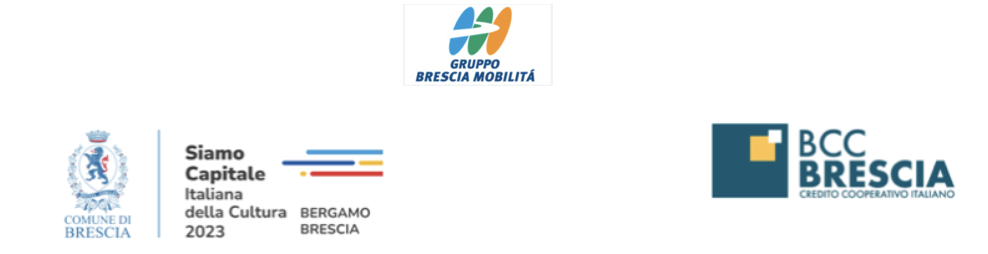 GRUPPO
BRESCIA MOBILITÁ
COMUNE DI
BRESCIA
Siamo
Capitale
Italiana
della Cultura
2023
BERGAMO
BRESCIA
BCC
BRESCIA
CREDITO COOPERATIVO ITALIANO